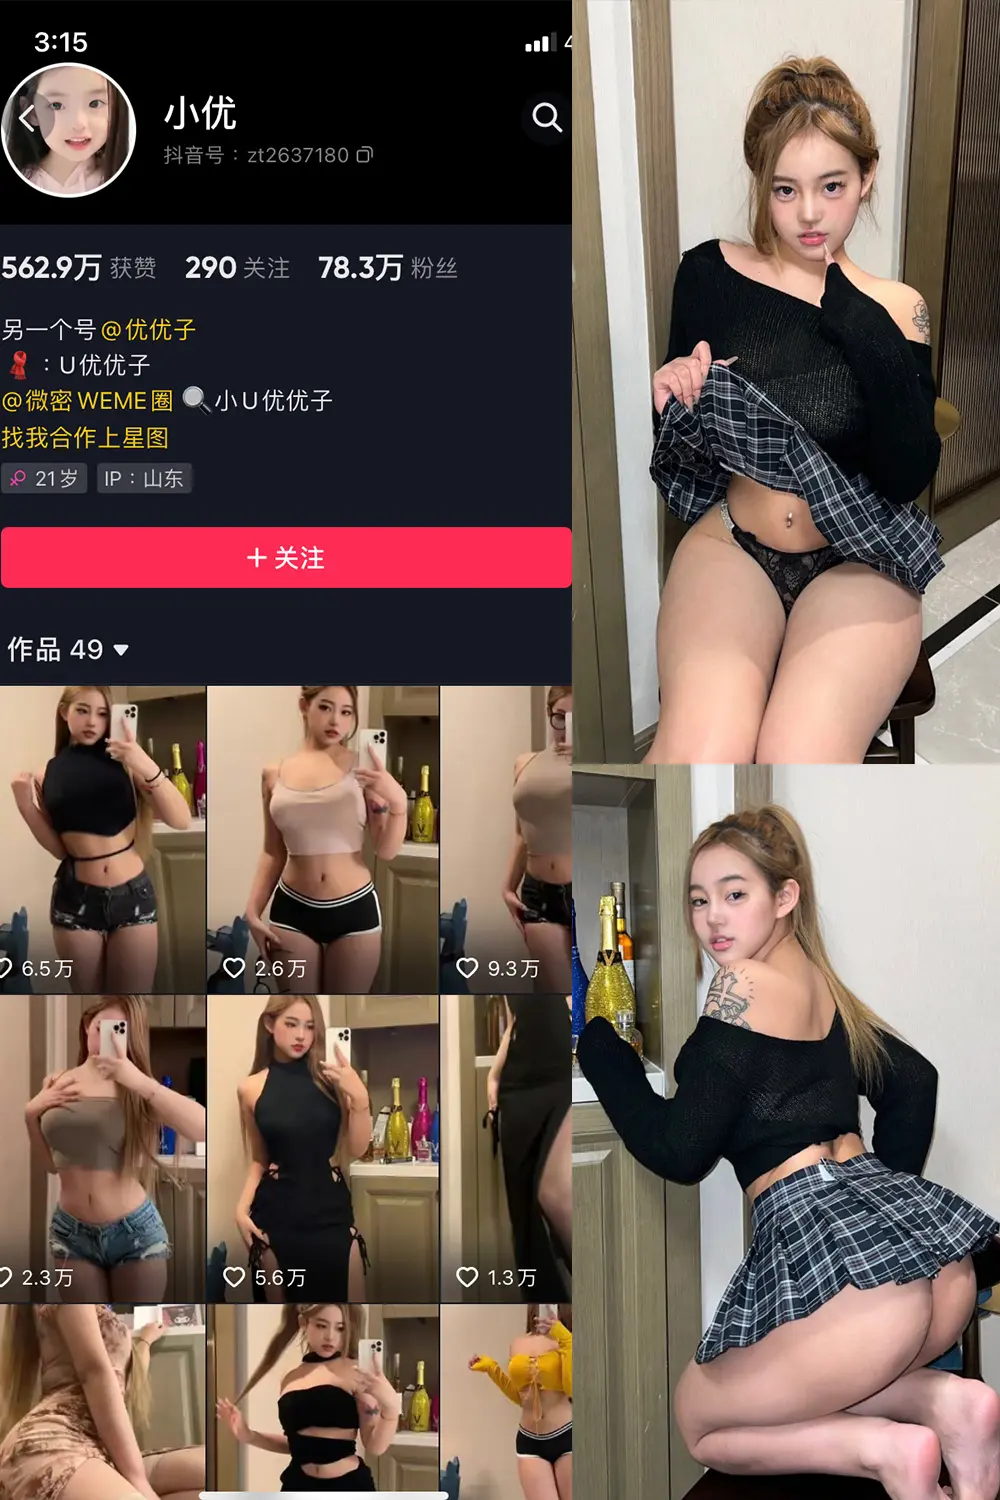 3:15
小优
抖音号：zt2637180
562.9万 获赞 290 关注 78.3万 粉丝
另一个号@优优子
：U优优子
@微密 WEME圈 小U优优子
找我合作上星图
21岁 IP：山东
+ 关注
作品 49
6.5万 2.6万 9.3万
2.3万 5.6万 1.3万